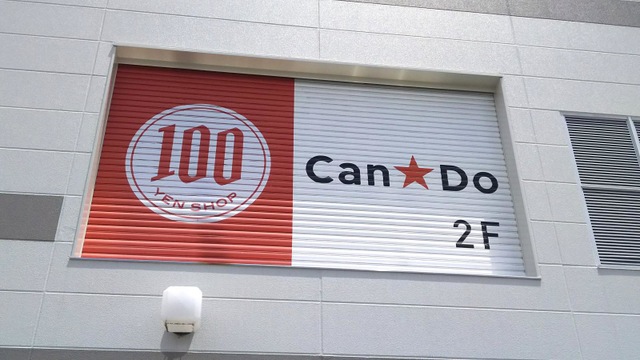 100
YEN SHOP
Can★Do
2F